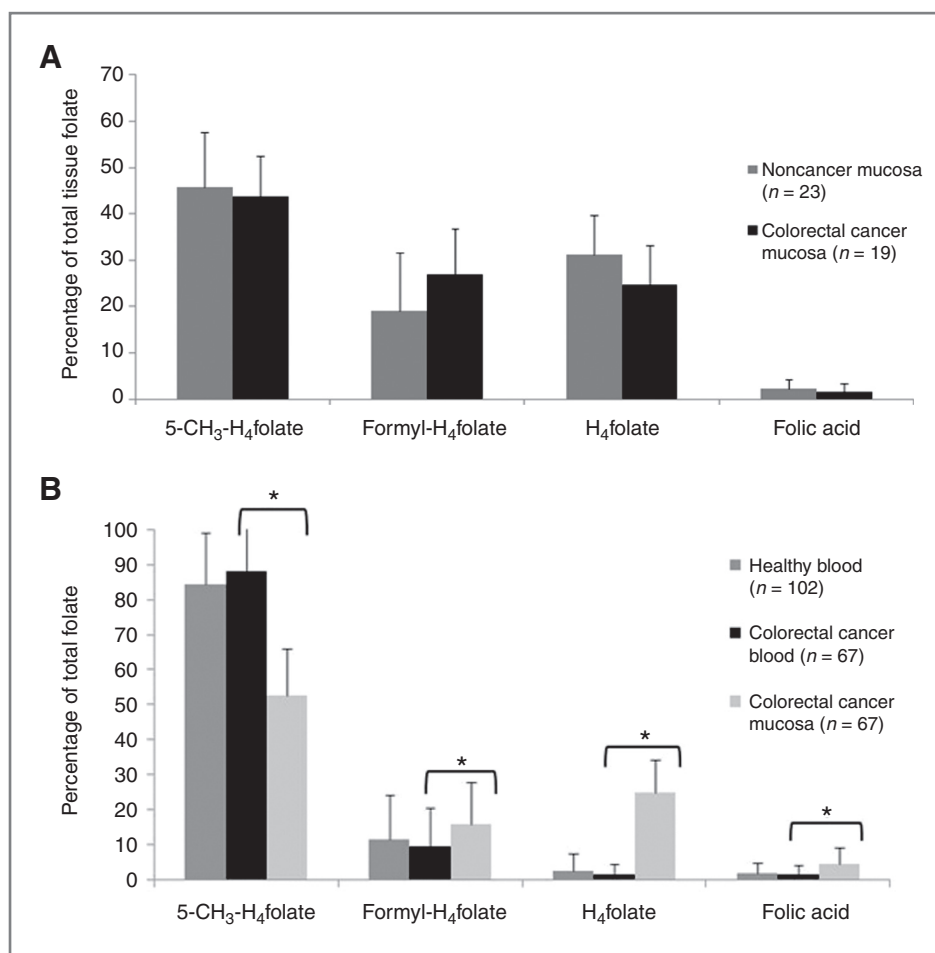 A
Percentage of total tissue folate
70
60
50
40
30
20
10
0
5-CH₃-H₄folate
Formyl-H₄folate
H₄folate
Folic acid
Noncancer mucosa
(n = 23)
Colorectal cancer
mucosa (n = 19)
B
Percentage of total folate
100
90
80
70
60
50
40
30
20
10
0
*
*
*
*
5-CH₃-H₄folate
Formyl-H₄folate
H₄folate
Folic acid
Healthy blood
(n = 102)
Colorectal cancer
blood (n = 67)
Colorectal cancer
mucosa (n = 67)